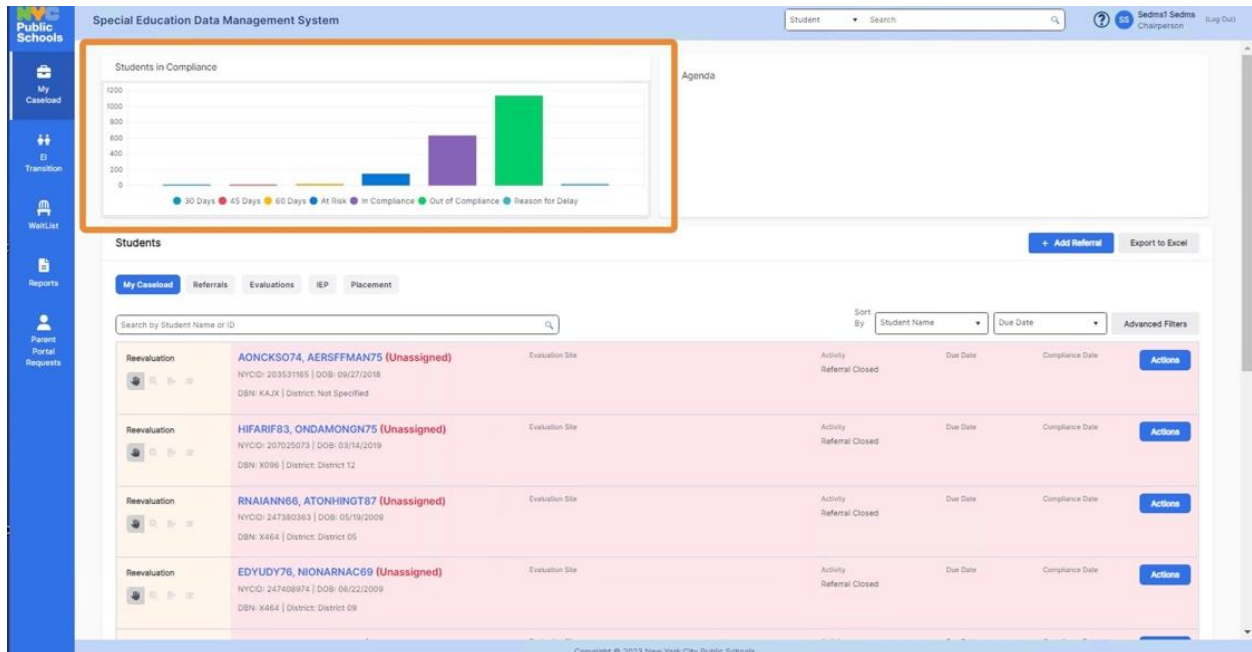 NYC
Public
Schools
Special Education Data Management System
Student
Search
?
SS
Sedms1 Sedms
Chairperson
(Log Out)
My
Caseload
EI
Transition
WaitList
Reports
Parent
Portal
Requests
Students in Compliance
1200
1000
800
600
400
200
0
30 Days 45 Days 60 Days At Risk In Compliance Out of Compliance Reason for Delay
Agenda
Students
+ Add Referral
Export to Excel
My Caseload Referrals Evaluations IEP Placement
Search by Student Name or ID
Sort
By
Student Name
Due Date
Advanced Filters
Reevaluation
AONCKSO74, AERSFFMAN75 (Unassigned)
NYCID: 203531165 | DOB: 09/27/2018
DBN: KAJX | District: Not Specified
Evaluation Site
Activity
Referral Closed
Due Date
Compliance Date
Actions
Reevaluation
HIFARIF83, ONDAMONGN75 (Unassigned)
NYCID: 207025073 | DOB: 03/14/2019
DBN: X096 | District: District 12
Evaluation Site
Activity
Referral Closed
Due Date
Compliance Date
Actions
Reevaluation
RNAIANN66, ATONHINGT87 (Unassigned)
NYCID: 247380363 | DOB: 05/19/2009
DBN: X464 | District: District 05
Evaluation Site
Activity
Referral Closed
Due Date
Compliance Date
Actions
Reevaluation
EDYUDY76, NIONARNAC69 (Unassigned)
NYCID: 247408974 | DOB: 06/22/2009
DBN: X464 | District: District 09
Evaluation Site
Activity
Referral Closed
Due Date
Compliance Date
Actions
Copyright © 2023 New York City Public Schools